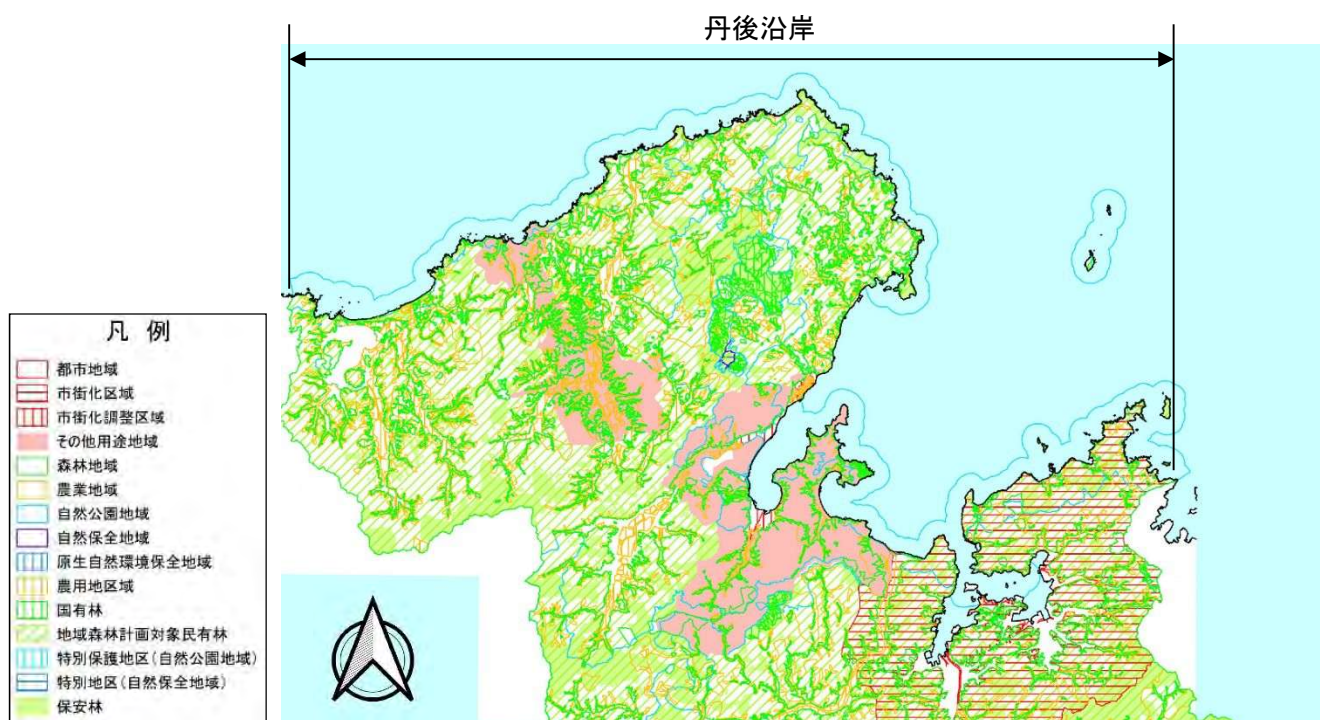 丹後沿岸
凡 例
都市地域
市街化区域
市街化調整区域
その他用途地域
森林地域
農業地域
自然公園地域
自然保全地域
原生自然環境保全地域
農用地区域
国有林
地域森林計画対象民有林
特別保護地区(自然公園地域)
特別地区(自然保全地域)
保安林